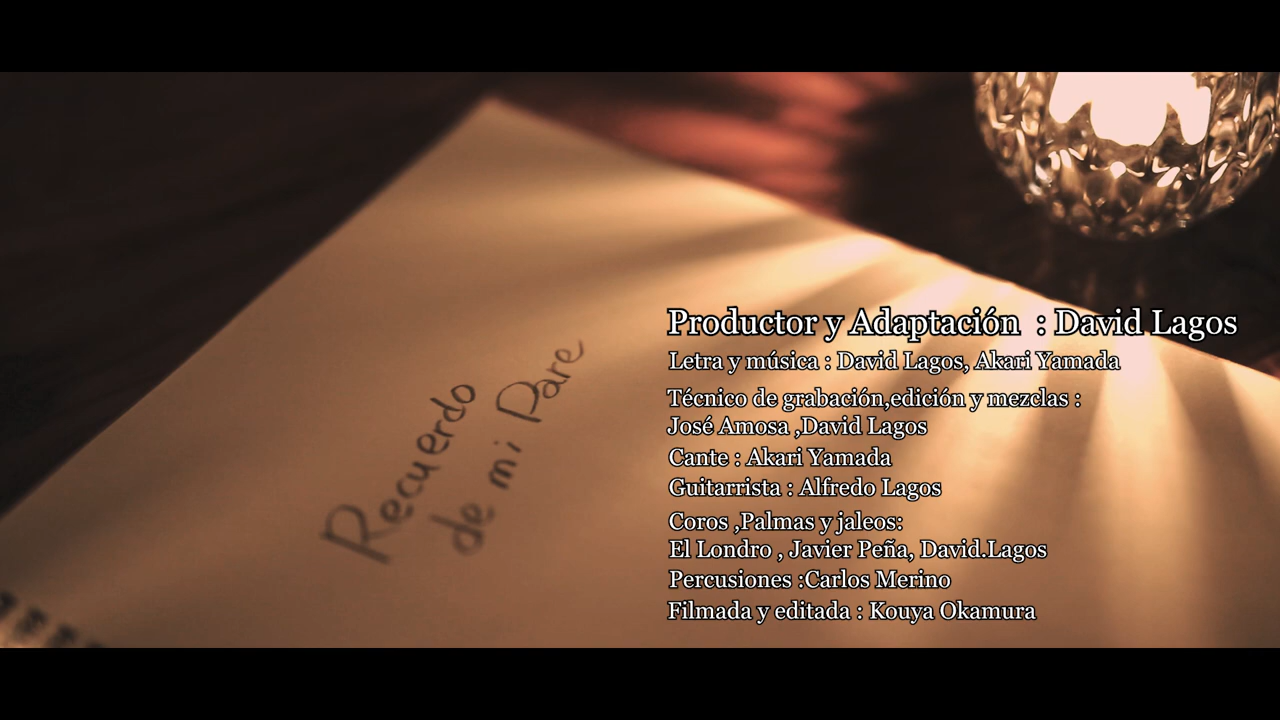 Recuerdo
de mi Pare
Productor y Adaptación : David Lagos
Letra y música : David Lagos, Akari Yamada
Técnico de grabación,edición y mezclas :
José Amosa ,David Lagos
Cante : Akari Yamada
Guitarrista : Alfredo Lagos
Coros ,Palmas y jaleos:
El Londro , Javier Peña, David.Lagos
Percusiones :Carlos Merino
Filmada y editada : Kouya Okamura